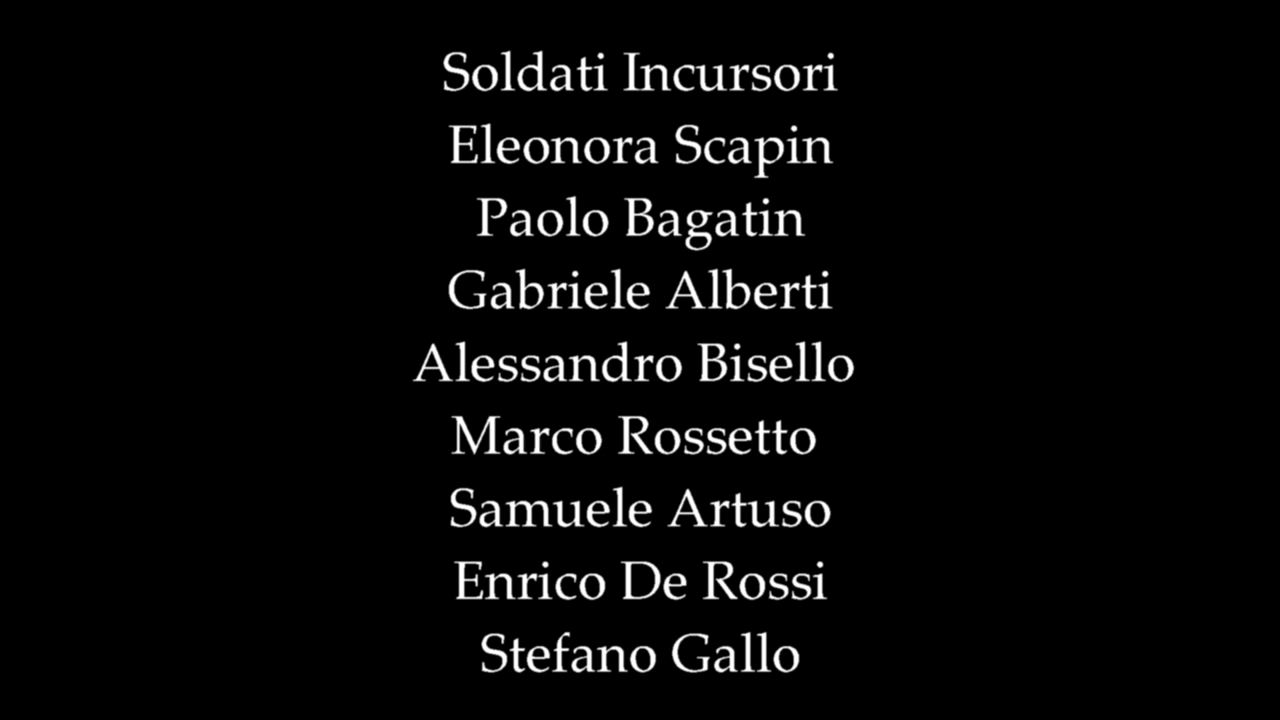 Soldati Incursori
Eleonora Scapin
Paolo Bagatin
Gabriele Alberti
Alessandro Bisello
Marco Rossetto
Samuele Artuso
Enrico De Rossi
Stefano Gallo